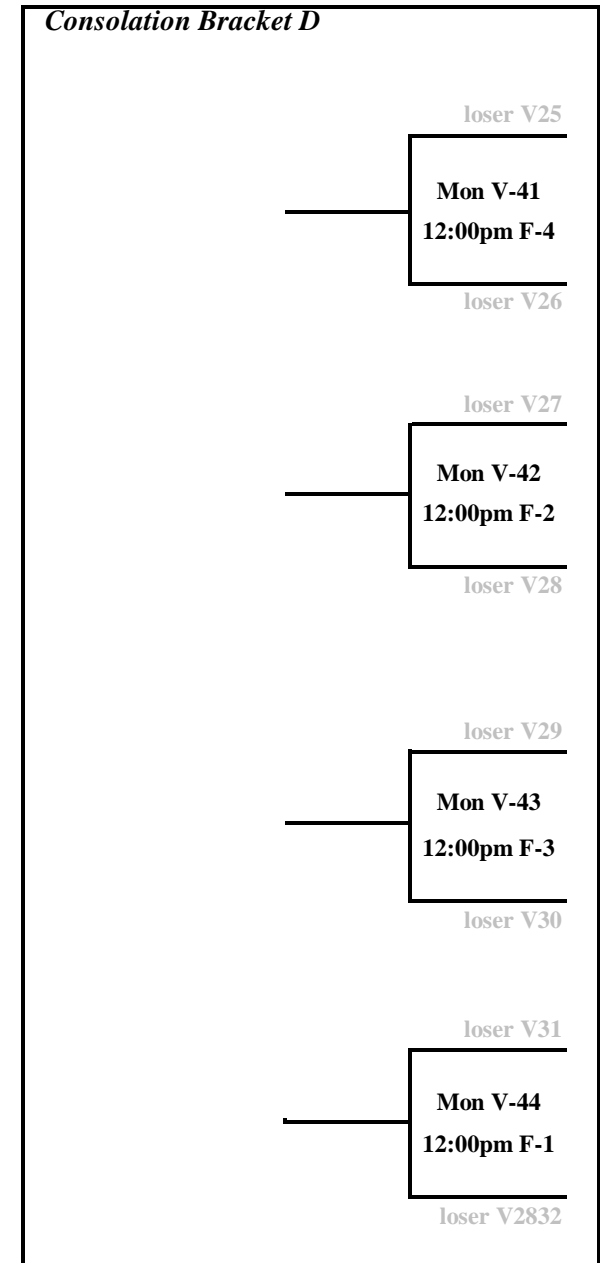 Consolation Bracket D
loser V25
Mon V-41
12:00pm F-4
loser V26
loser V27
Mon V-42
12:00pm F-2
loser V28
loser V29
Mon V-43
12:00pm F-3
loser V30
loser V31
Mon V-44
12:00pm F-1
loser V2832